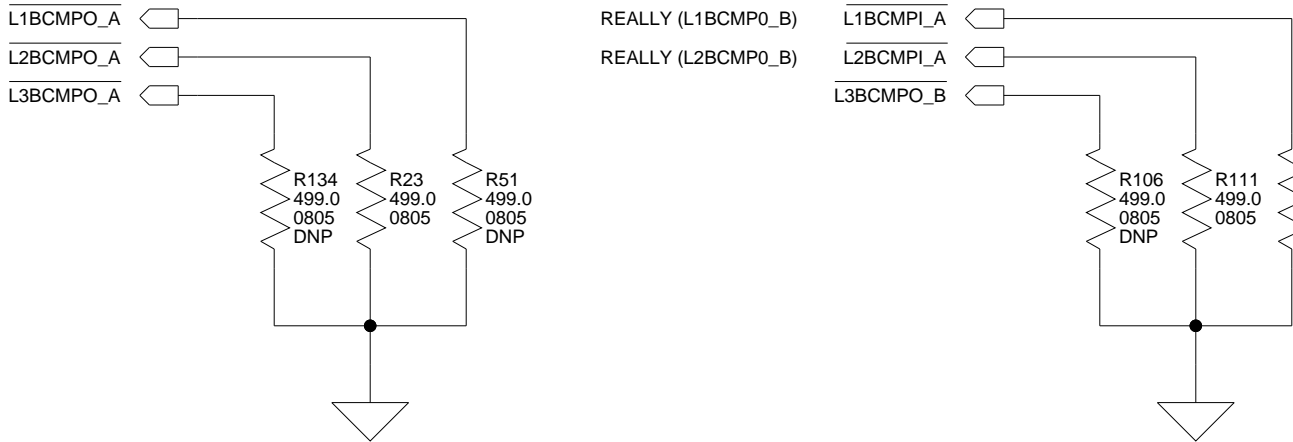 L1BCMPO_A
L2BCMPO_A
L3BCMPO_A
R134
499.0
0805
DNP
R23
499.0
0805
R51
499.0
0805
DNP
REALLY (L1BCMP0_B)
L1BCMPI_A
REALLY (L2BCMP0_B)
L2BCMPI_A
L3BCMPO_B
R106
499.0
0805
DNP
R111
499.0
0805